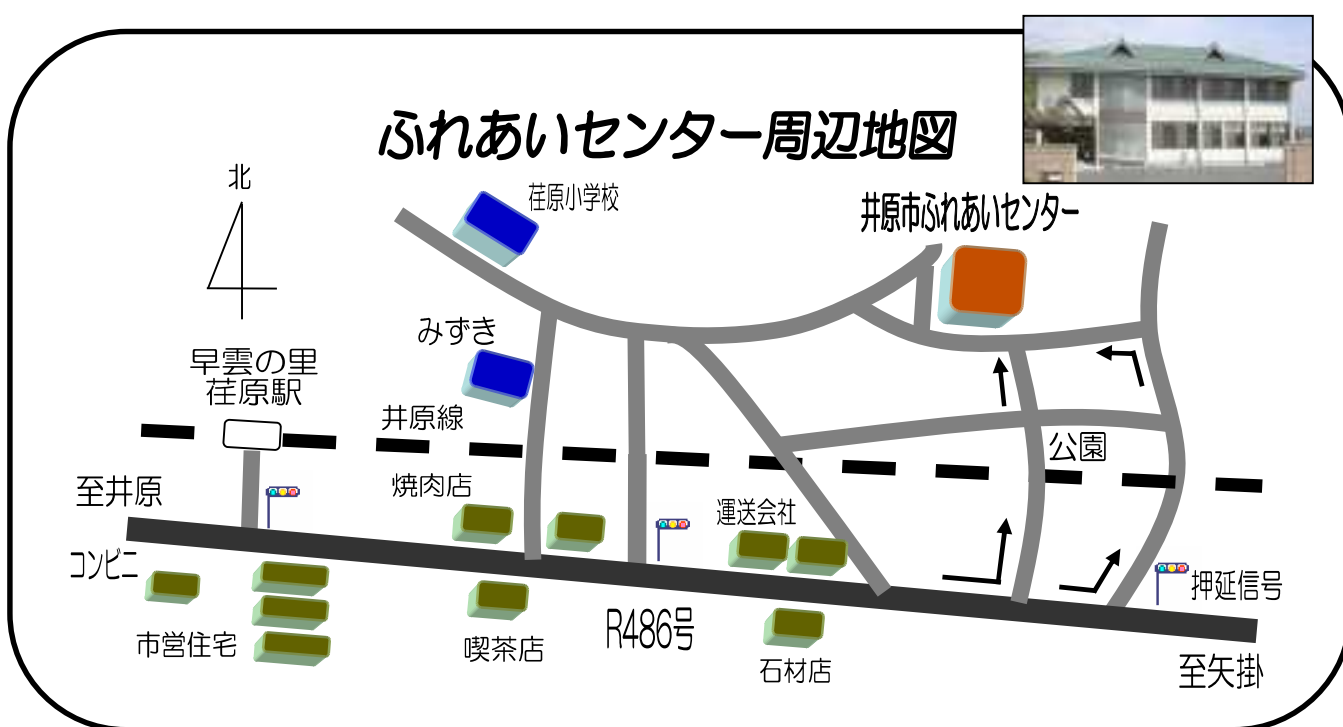 ふれあいセンター周辺地図
北
荏原小学校
井原市ふれあいセンター
みずき
早雲の里
荏原駅
井原線
公園
焼肉店
至井原
運送会社
コンビニ
押延信号
R486号
市営住宅
喫茶店
石材店
至矢掛